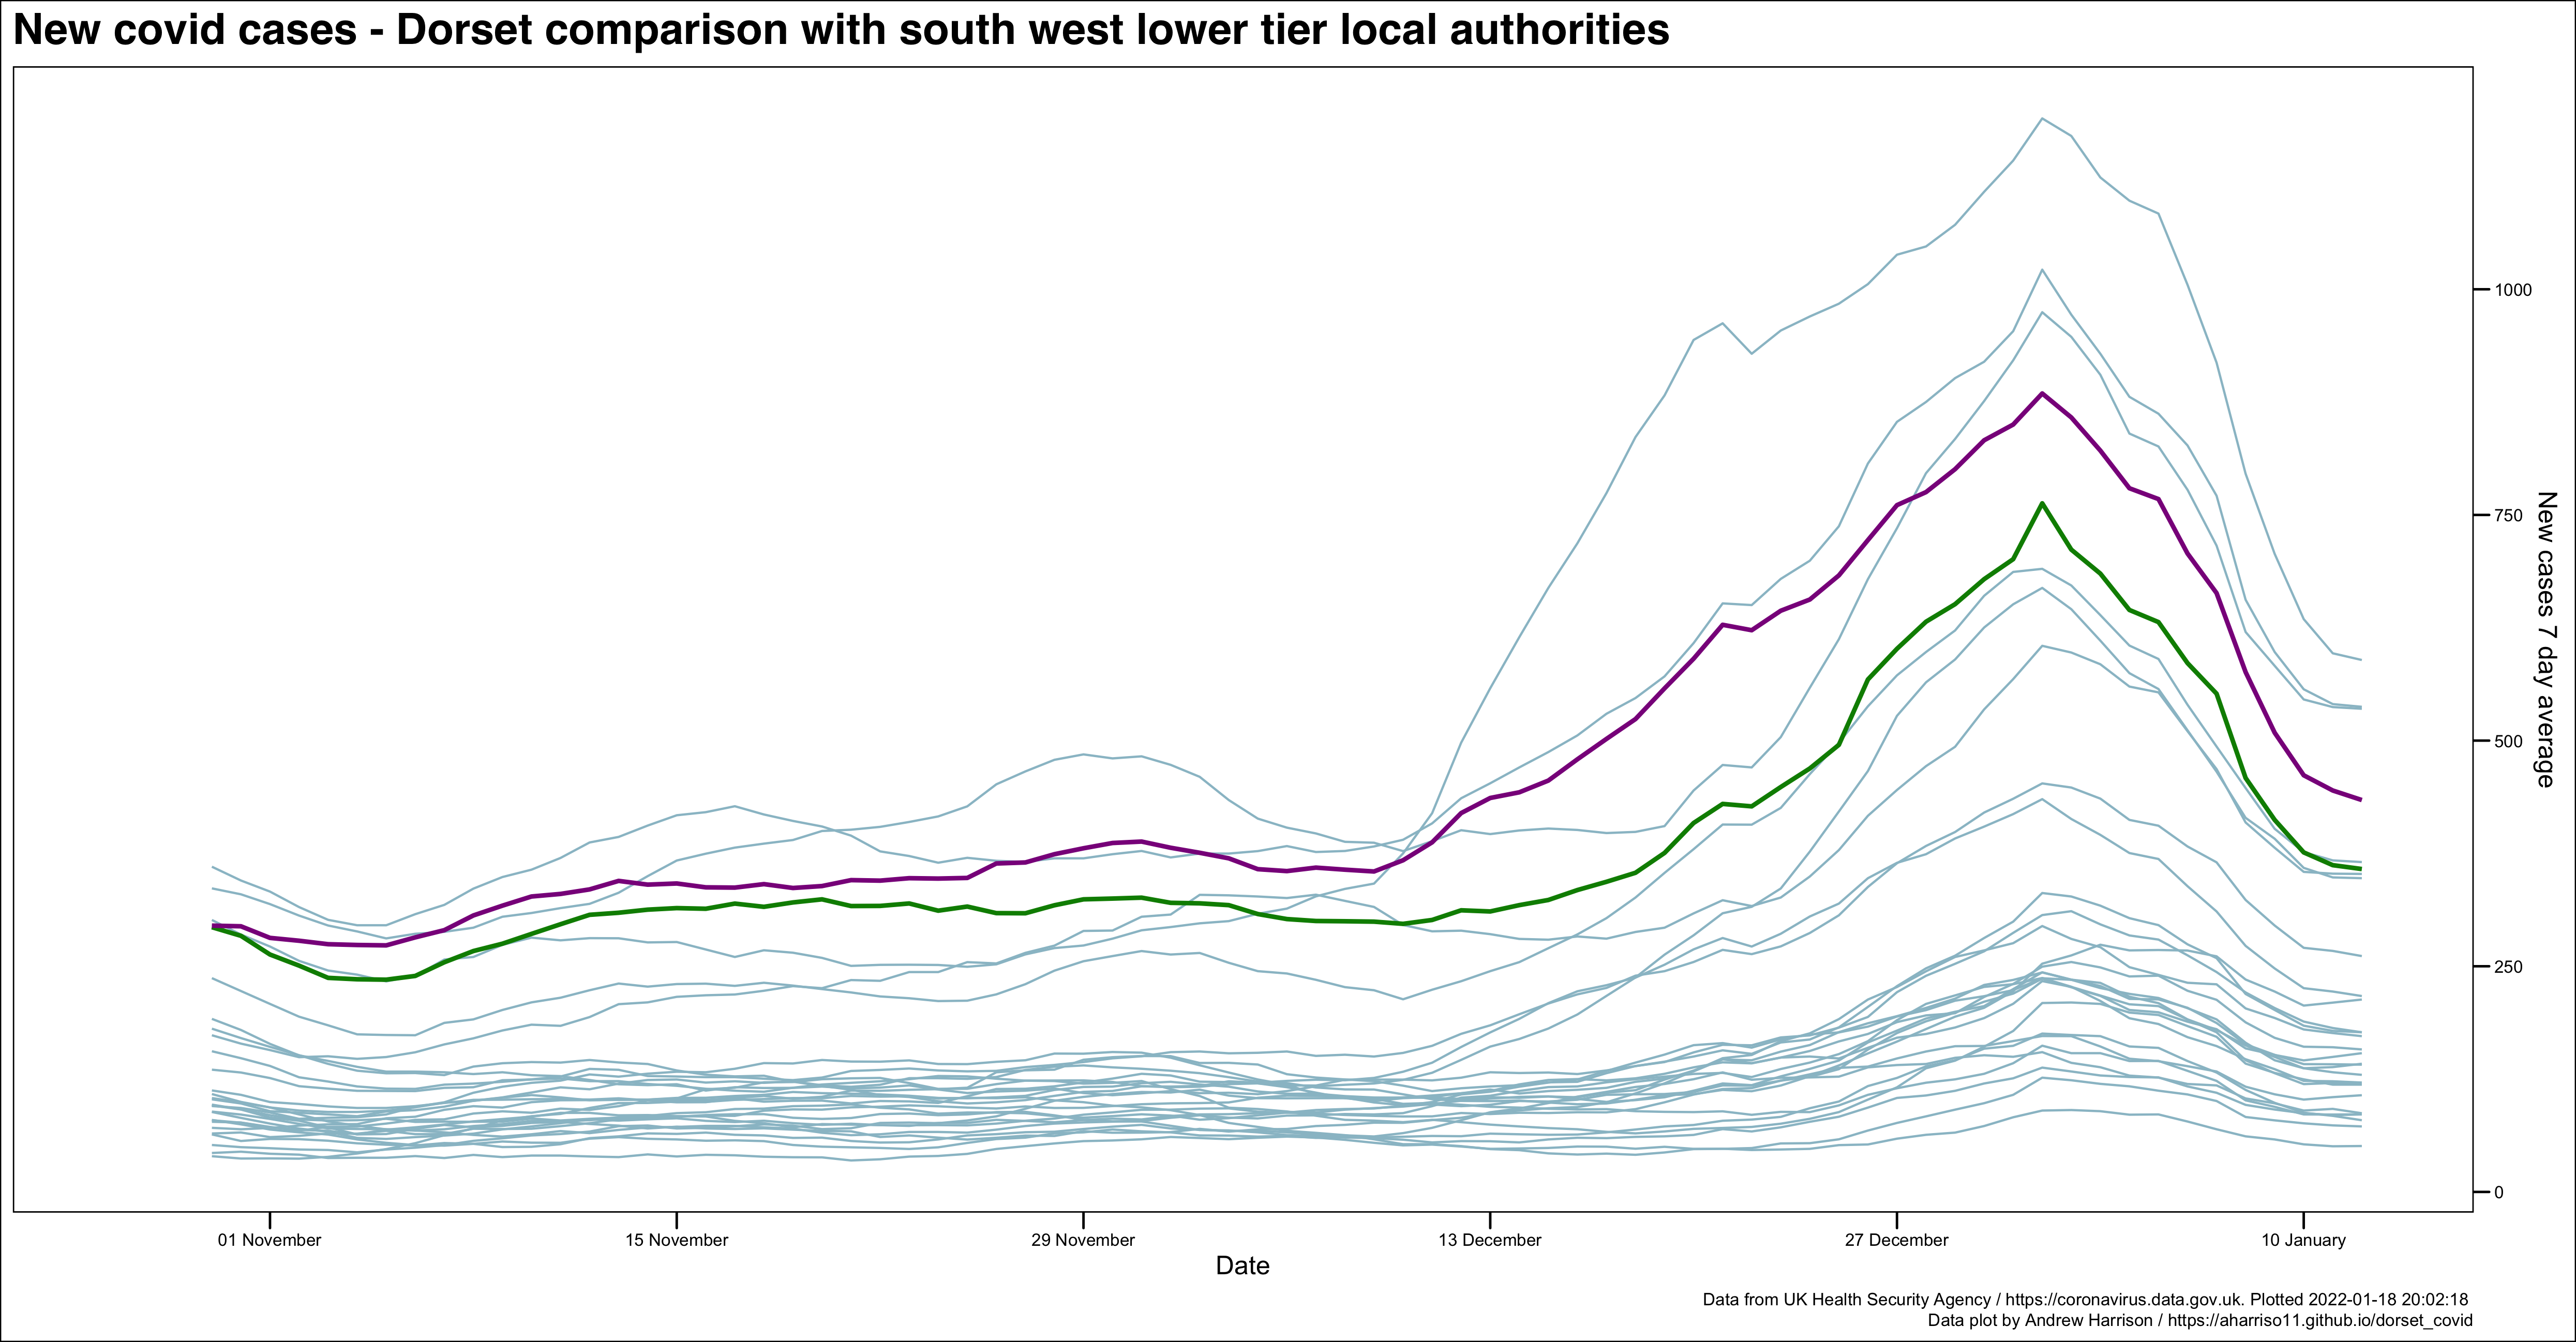 New covid cases - Dorset comparison with south west lower tier local authorities
1000
750
500
250
0
New cases 7 day average
01 November
15 November
29 November
13 December
27 December
10 January
Date
Data from UK Health Security Agency / https://coronavirus.data.gov.uk. Plotted 2022-01-18 20:02:18
Data plot by Andrew Harrison / https://aharriso11.github.io/dorset_covid